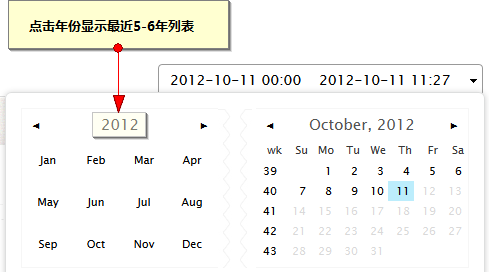 点击年份显示最近5-6年列表
2012-10-11 00:00 2012-10-11 11:27
2012
Jan Feb Mar Apr
May Jun Jul Aug
Sep Oct Nov Dec
October, 2012
wk Su Mo Tu We Th Fr Sa
39 1 2 3 4 5 6
40 7 8 9 10 11 12 13
41 14 15 16 17 18 19 20
42 21 22 23 24 25 26 27
43 28 29 30 31